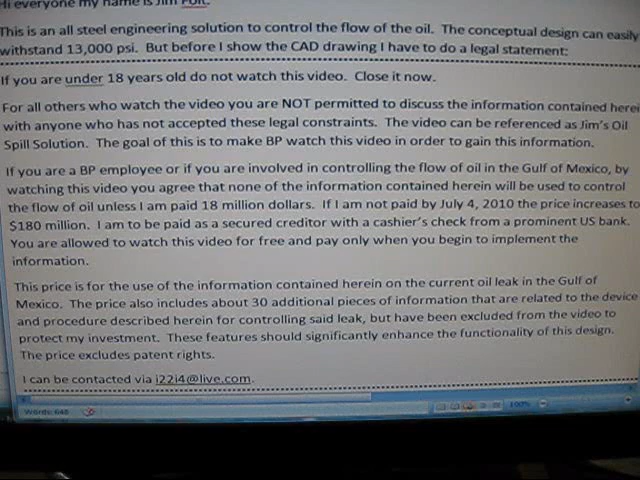 Hi everyone my name is Jim Port.
This is an all steel engineering solution to control the flow of the oil. The conceptual design can easily
withstand 13,000 psi. But before I show the CAD drawing I have to do a legal statement:
If you are under 18 years old do not watch this video. Close it now.
For all others who watch the video you are NOT permitted to discuss the information contained herei
with anyone who has not accepted these legal constraints. The video can be referenced as Jim's Oil
Spill Solution. The goal of this is to make BP watch this video in order to gain this information.
If you are a BP employee or if you are involved in controlling the flow of oil in the Gulf of Mexico, by
watching this video you agree that none of the information contained herein will be used to control
the flow of oil unless I am paid 18 million dollars. If I am not paid by July 4, 2010 the price increases to
$180 million. I am to be paid as a secured creditor with a cashier's check from a prominent US bank.
You are allowed to watch this video for free and pay only when you begin to implement the
information.
This price is for the use of the information contained herein on the current oil leak in the Gulf of
Mexico. The price also includes about 30 additional pieces of information that are related to the device
and procedure described herein for controlling said leak, but have been excluded from the video to
protect my investment. These features should significantly enhance the functionality of this design.
The price excludes patent rights.
I can be contacted via j22i4@live.com.
Words: 648
100%